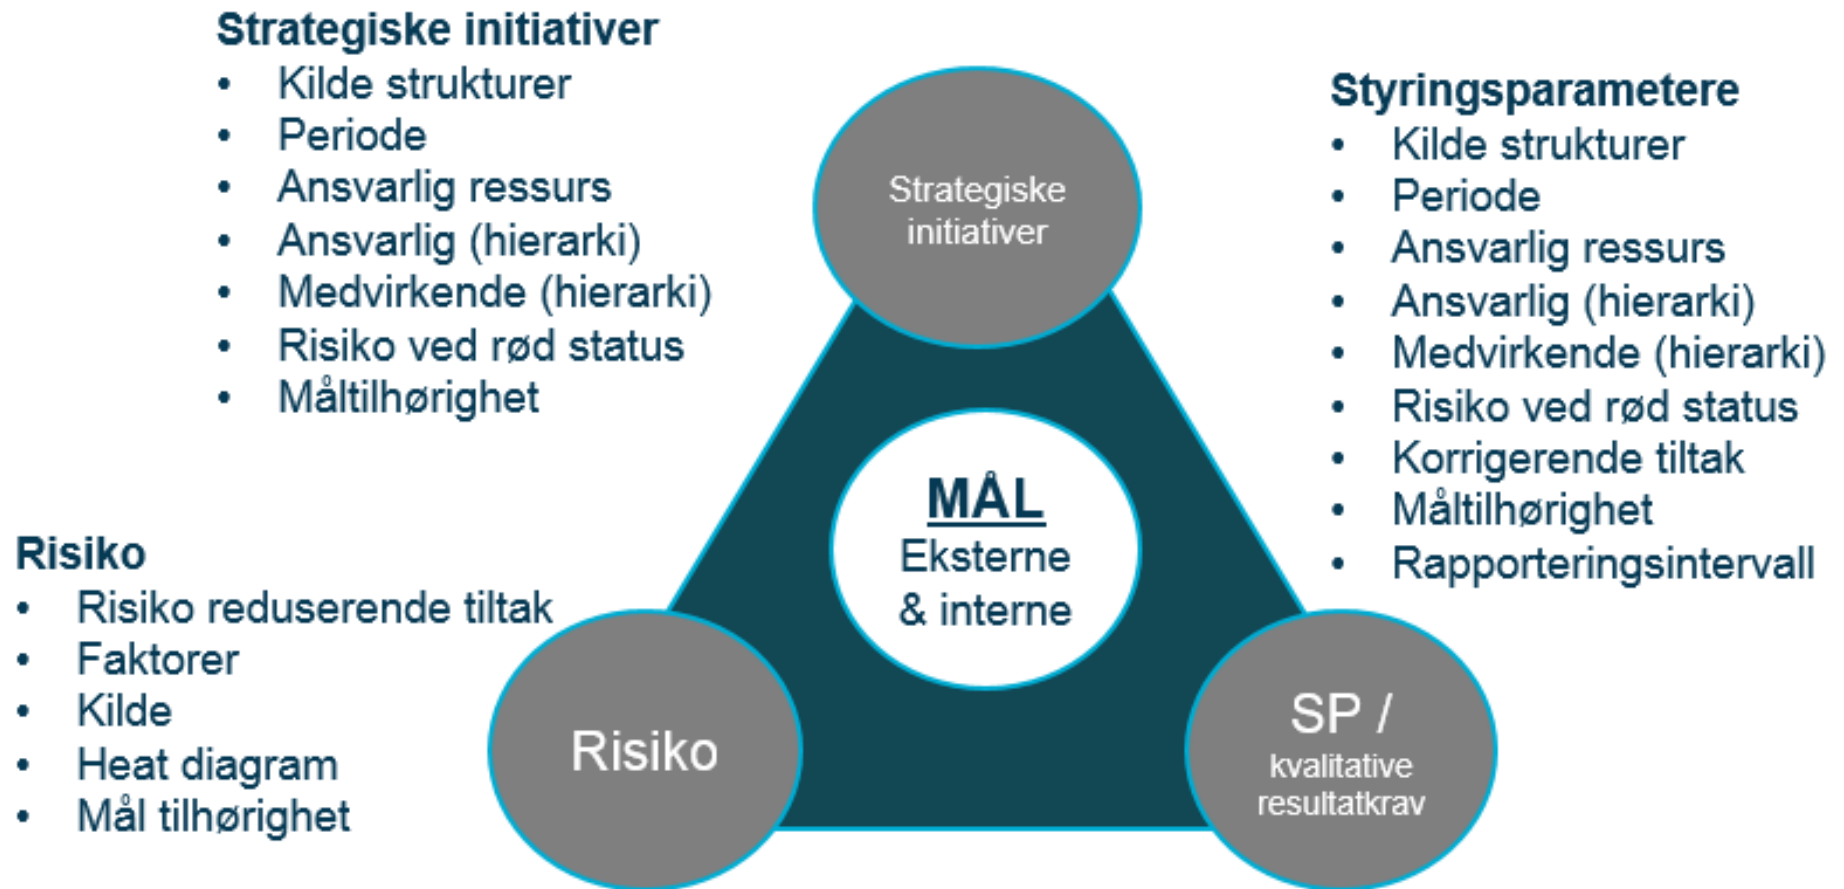 Strategiske initiativer
• Kilde strukturer
• Periode
• Ansvarlig ressurs
• Ansvarlig (hierarki)
• Medvirkende (hierarki)
• Risiko ved rød status
• Måltilhørighet
Styringsparametere
• Kilde strukturer
• Periode
• Ansvarlig ressurs
• Ansvarlig (hierarki)
• Medvirkende (hierarki)
• Risiko ved rød status
• Korrigerende tiltak
• Måltilhørighet
• Rapporteringsintervall
Strategiske
initiativer
MÅL
Eksterne
& interne
Risiko
• Risiko reduserende tiltak
• Faktorer
• Kilde
• Heat diagram
• Mål tilhørighet
Risiko
SP /
kvalitative
resultatkrav